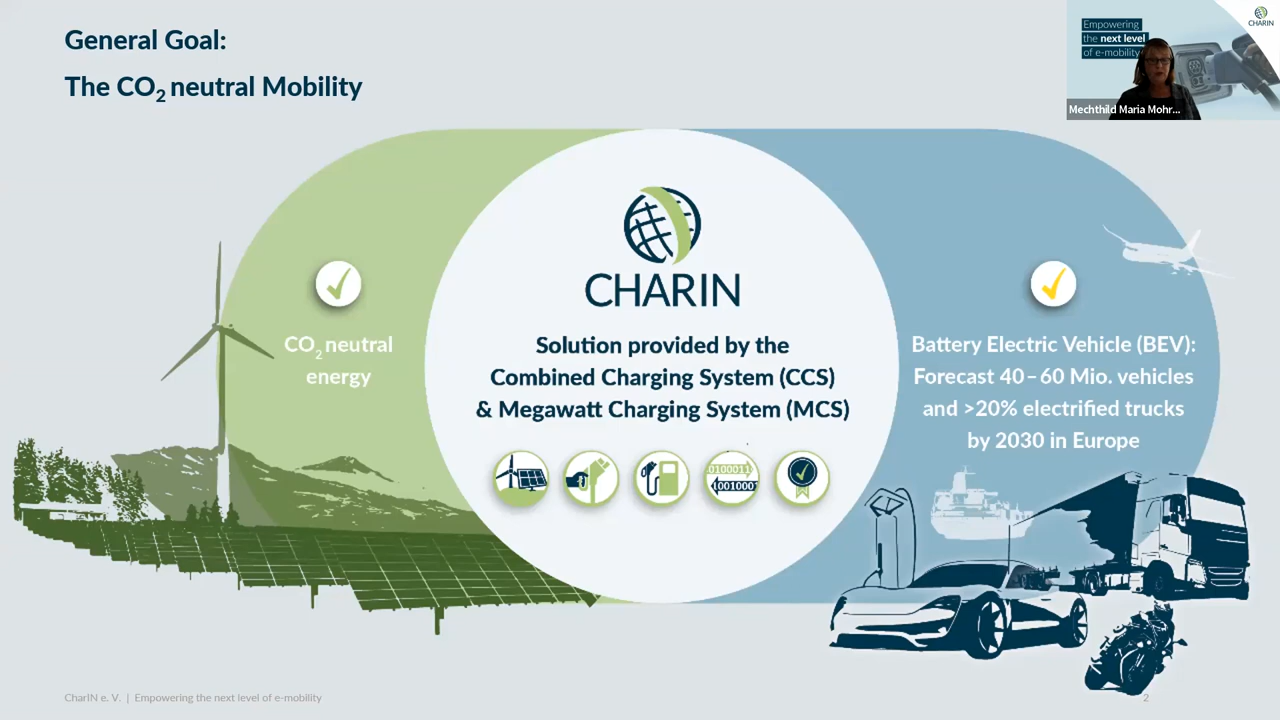 General Goal:
The CO2 neutral Mobility
Empowering
the next level
of e-mobility
CHARIN
Mechthild Maria Mohr...
CHARIN
Solution provided by the
Combined Charging System (CCS)
& Megawatt Charging System (MCS)
0100011
001000
CO2 neutral
energy
Battery Electric Vehicle (BEV):
Forecast 40 – 60 Mio. vehicles
and >20% electrified trucks
by 2030 in Europe
CharIN e. V. | Empowering the next level of e-mobility
2